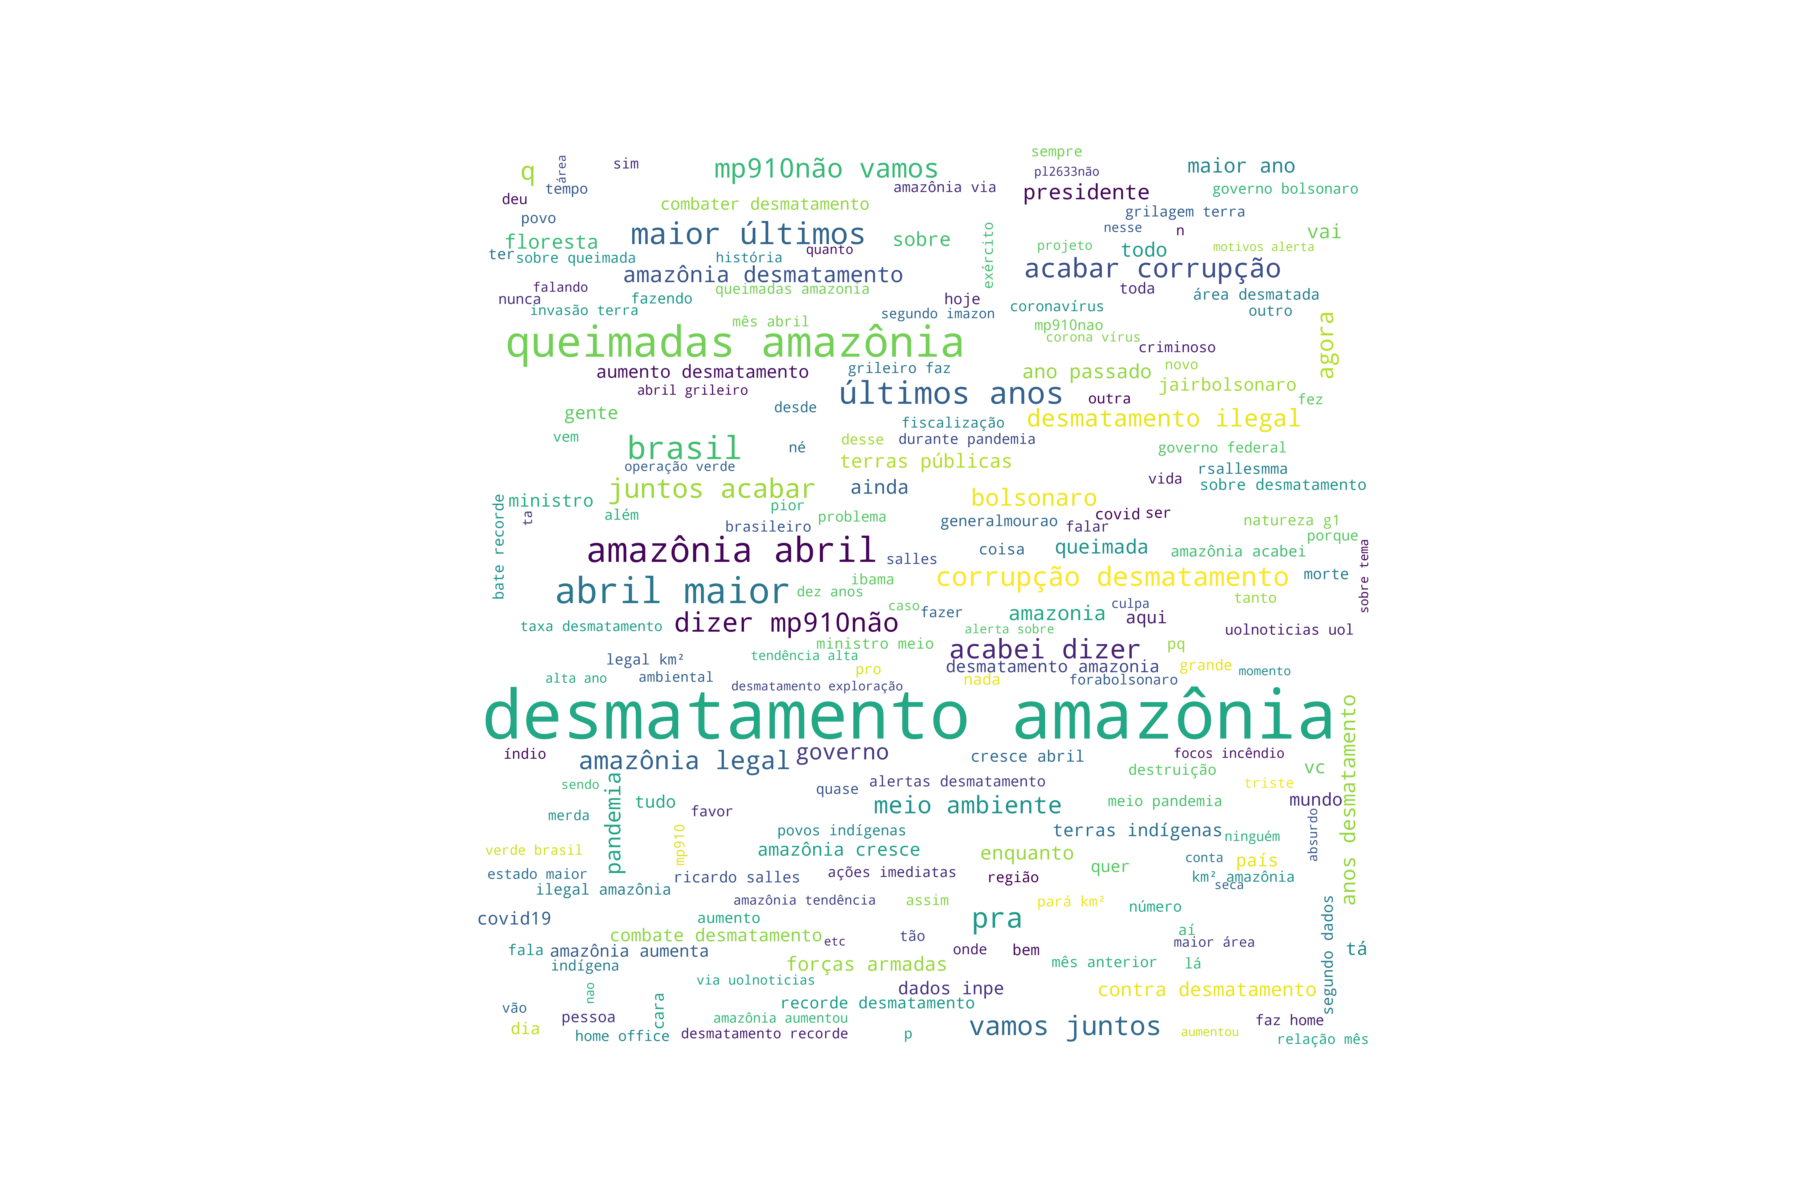 sempre
q
área
sim
mp910não vamos
maior ano
pl2633não
tempo
amazônia via
presidente
governo bolsonaro
deu
combater desmatamento
grilagem terra
povo
nesse
n
vai
maior últimos
floresta
sobre
exército
quanto
projeto
todo
motivos alerta
ter
sobre queimada
história
amazônia desmatamento
acabar corrupção
falando
queimadas amazonia
toda
área desmatada
nunca
fazendo
hoje
coronavírus
invasão terra
segundo imazon
outro
mês abril
mp910nao
agora
queimadas amazônia
corona vírus
criminoso
aumento desmatamento
grileiro faz
ano passado
novo
abril grileiro
últimos anos
jairbolsonaro
outra
fez
gente
desde
desmatamento ilegal
fiscalização
vem
brasil
né
desse
durante pandemia
governo federal
operação verde
terras públicas
rsallesmma
vida
sobre desmatamento
juntos acabar
ainda
bolsonaro
ministro
bate recorde
ta
além
pior
problema
brasileiro
generalmourao
covid
ser
falar
natureza g1
porque
amazônia abril
salles
coisa
queimada
amazônia acabei
sobre tema
ibama
corrupção desmatamento
morte
abril maior
dez anos
caso
fazer
amazonia
culpa
aqui
tanto
taxa desmatamento
dizer mp910não
alerta sobre
uolnoticias uol
ministro meio
acabei dizer
pq
legal km²
tendência alta
pro
desmatamento amazonia
grande
momento
alta ano
ambiental
desmatamento exploração
nada
forabolsonaro
desmatamento amazônia
anos desmatamento
índio
amazônia legal
governo
cresce abril
focos incêndio
destruição
vc
sendo
pandemia
quase
alertas desmatamento
triste
tudo
favor
meio ambiente
meio pandemia
mundo
merda
mp910
povos indígenas
terras indígenas
ninguém
absurdo
verde brasil
amazônia cresce
enquanto
conta
país
quer
estado maior
ricardo salles
ações imediatas
região
km² amazônia
ilegal amazônia
seca
amazônia tendência
assim
pará km²
número
covid19
aumento
pra
segundo dados
combate desmatamento
etc
tão
aí
maior área
fala
amazônia aumenta
onde
bem
tá
indígena
forças armadas
mês anterior
lá
via uolnoticias
nao
cara
dados inpe
contra desmatamento
vão
recorde desmatamento
pessoa
amazônia aumentou
faz home
dia
home office
desmatamento recorde
p
vamos juntos
aumentou
relação mês